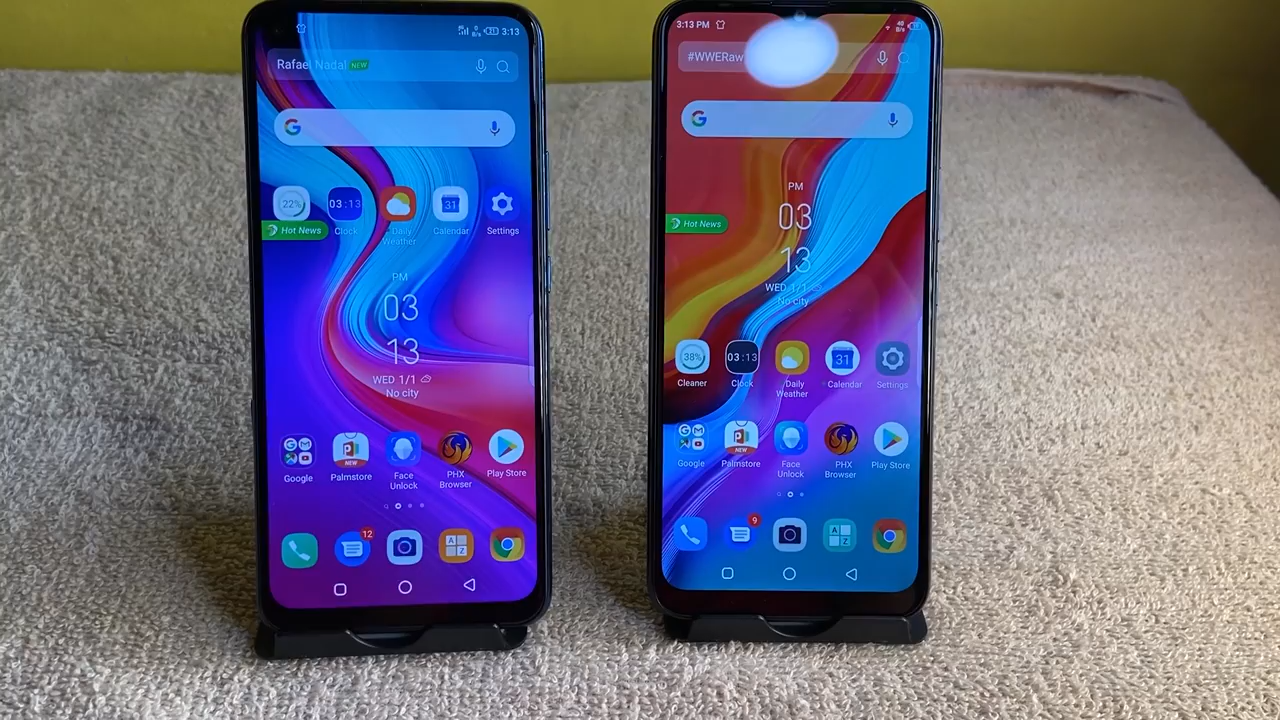 3:13
Rafael Nadal NEW
22%
03:13
31
Hot News
Clock
Daily
Weather
Calendar
Settings
PM
03
13
WED 1/1
No city
NEW
Google
Palmstore
Face
Unlock
PHX
Browser
Play Store
12
A
Z
3:13 PM
#WWERaw
PM
03
Hot News
13
WED 1/1
No city
38%
03:13
31
Cleaner
Clock
Daily
Weather
Calendar
Settings
NEW
Google
Palmstore
Face
Unlock
PHX
Browser
Play Store
9
A
Z